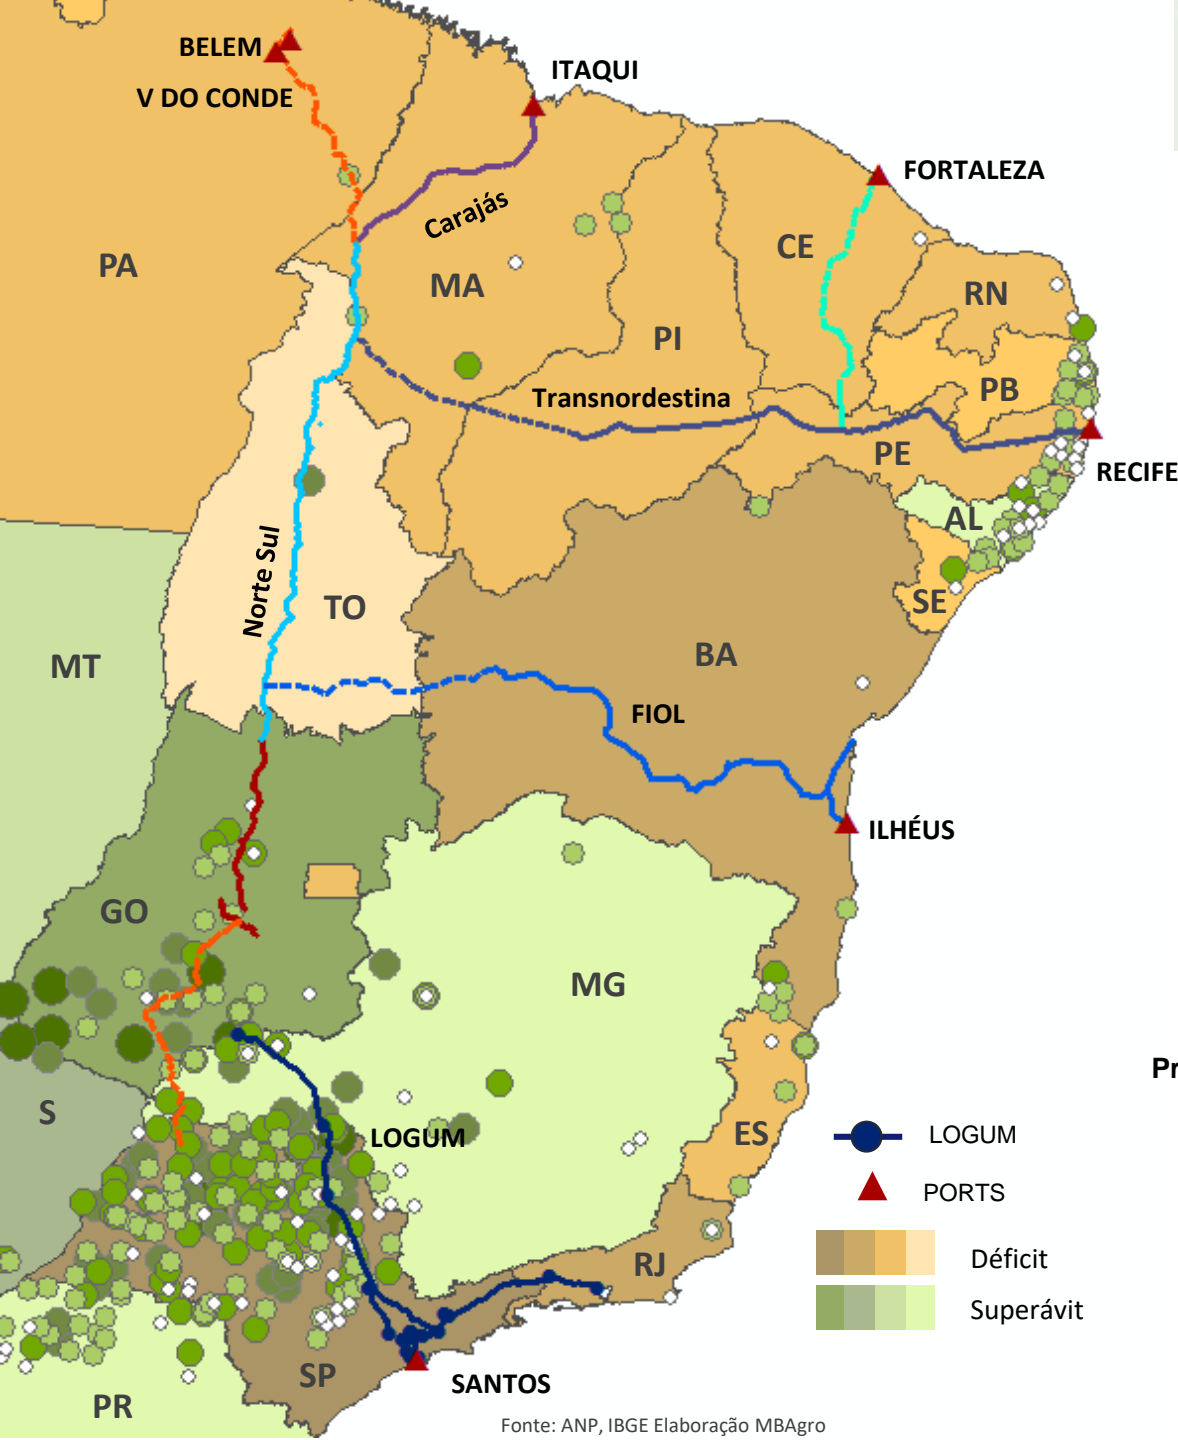 BELEM
ITAQUI
V DO CONDE
FORTALEZA
Carajás
CE
PA
MA
RN
PI
PB
Transnordestina
PE
RECIFE
AL
Norte Sul
TO
SE
MT
BA
FIOL
ILHÉUS
GO
MG
Pr
S
LOGUM
ES
LOGUM
PORTS
RJ
Déficit
Superávit
SP
SANTOS
PR
Fonte: ANP, IBGE Elaboração MBAgro